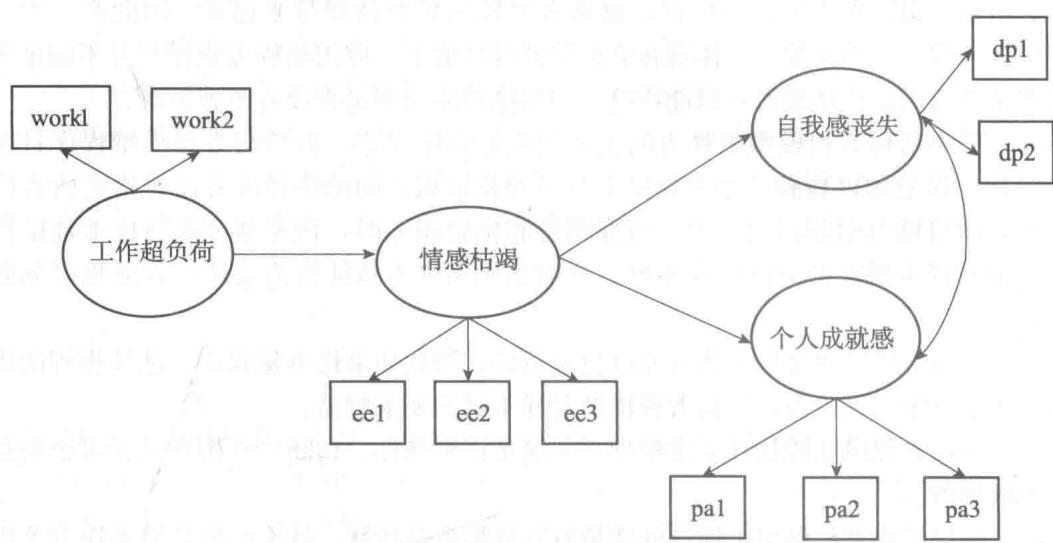 dp1
workl
work2
自我感丧失
dp2
工作超负荷
情感枯竭
个人成就感
ee1
ee2
ee3
pa1
pa2
pa3